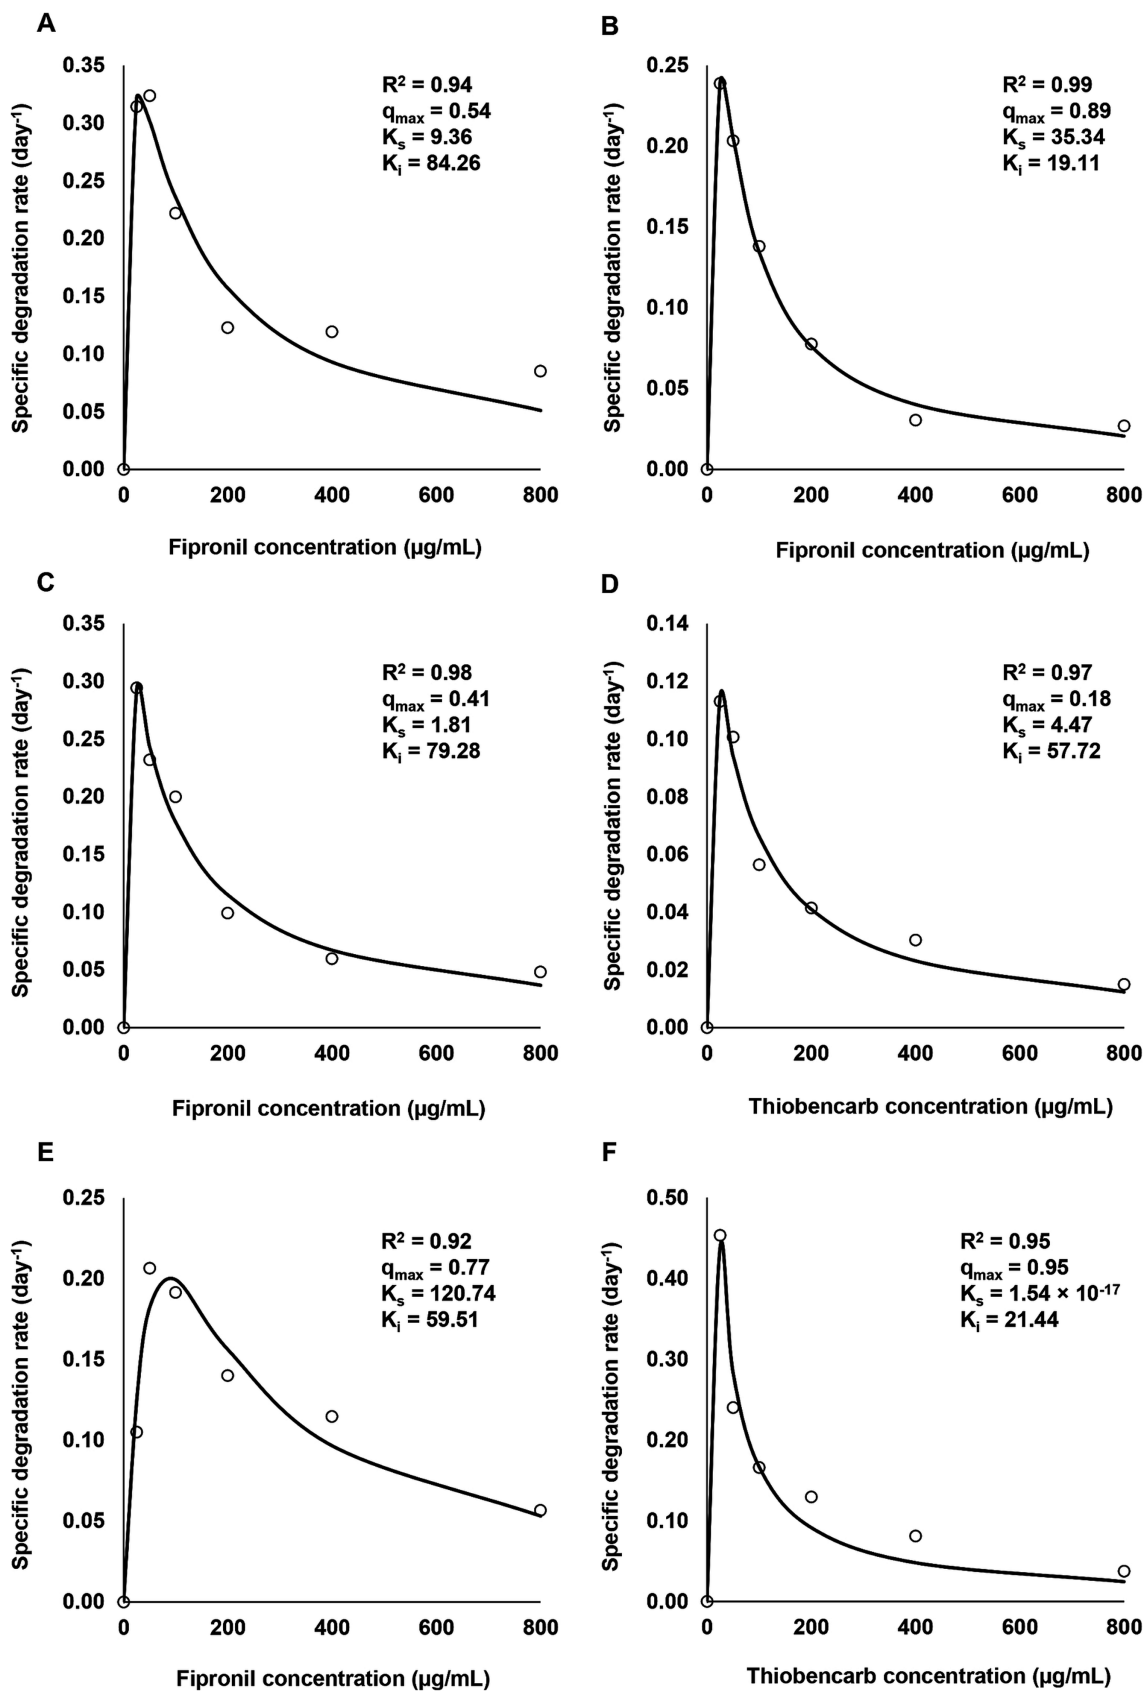 A
Specific degradation rate (day⁻¹)
0.35
0.30
0.25
0.20
0.15
0.10
0.05
0.00
R² = 0.94
qmax = 0.54
Ks = 9.36
Ki = 84.26
0 200 400 600 800
Fipronil concentration (µg/mL)
B
Specific degradation rate (day⁻¹)
0.25
0.20
0.15
0.10
0.05
0.00
R² = 0.99
qmax = 0.89
Ks = 35.34
Ki = 19.11
0 200 400 600 800
Fipronil concentration (µg/mL)
C
Specific degradation rate (day⁻¹)
0.35
0.30
0.25
0.20
0.15
0.10
0.05
0.00
R² = 0.98
qmax = 0.41
Ks = 1.81
Ki = 79.28
0 200 400 600 800
Fipronil concentration (µg/mL)
D
Specific degradation rate (day⁻¹)
0.14
0.12
0.10
0.08
0.06
0.04
0.02
0.00
R² = 0.97
qmax = 0.18
Ks = 4.47
Ki = 57.72
0 200 400 600 800
Thiobencarb concentration (µg/mL)
E
Specific degradation rate (day⁻¹)
0.25
0.20
0.15
0.10
0.05
0.00
R² = 0.92
qmax = 0.77
Ks = 120.74
Ki = 59.51
0 200 400 600 800
Fipronil concentration (µg/mL)
F
Specific degradation rate (day⁻¹)
0.50
0.40
0.30
0.20
0.10
0.00
R² = 0.95
qmax = 0.95
Ks = 1.54 × 10⁻¹⁷
Ki = 21.44
0 200 400 600 800
Thiobencarb concentration (µg/mL)